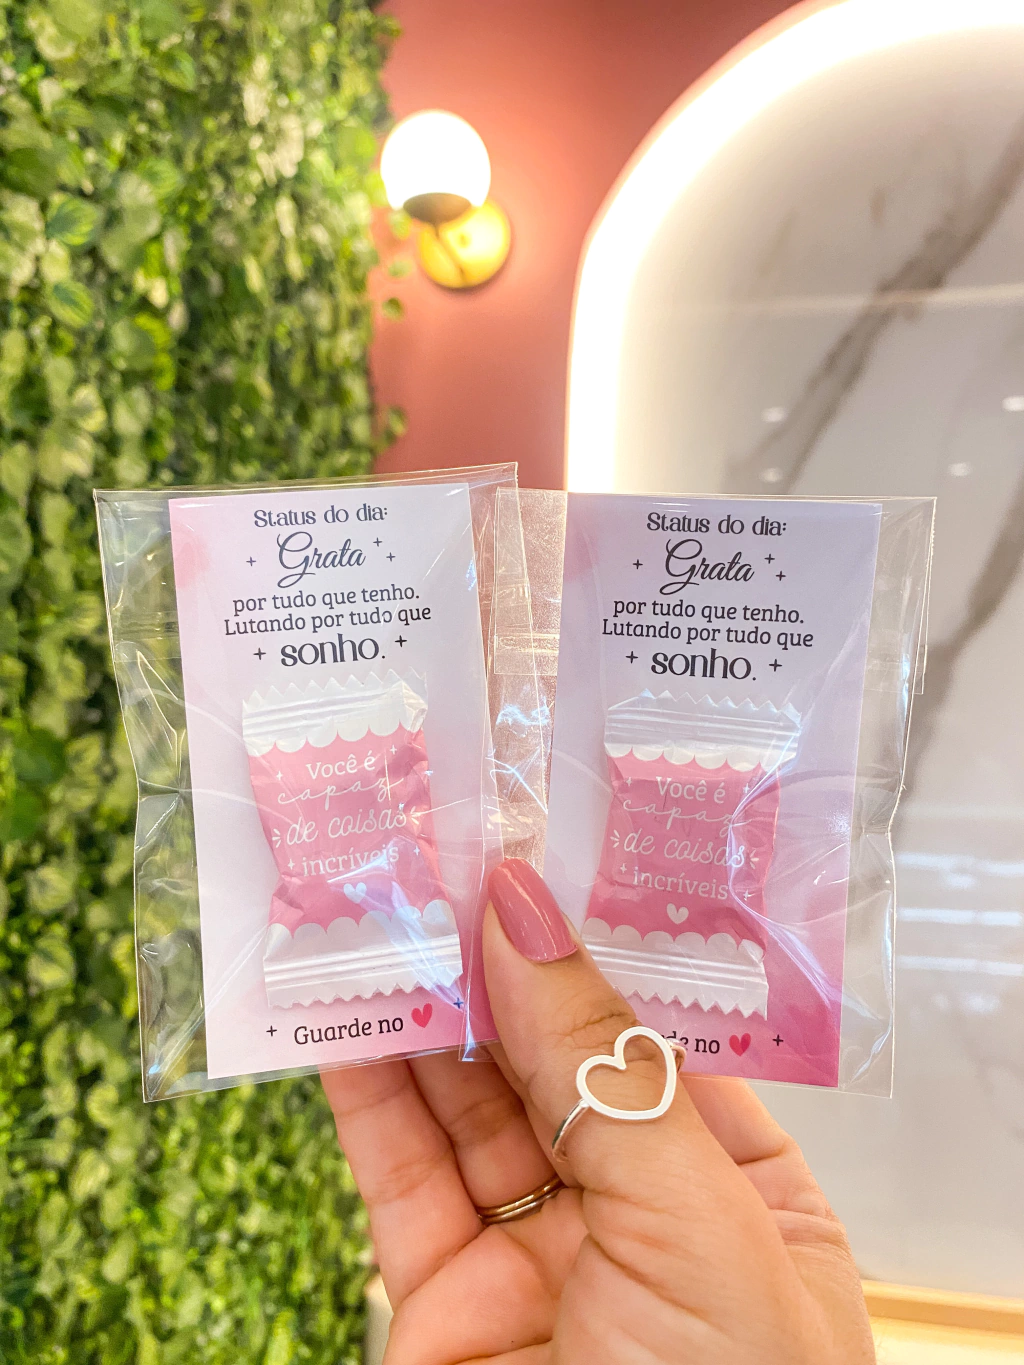 Status do dia:
Grata
por tudo que tenho.
Lutando por tudo que
sonho.
Você é
capaz
de coisas
incríveis
Guarde no
Status do dia:
Grata
por tudo que tenho.
Lutando por tudo que
sonho.
Você é
capaz
de coisas
incríveis
no